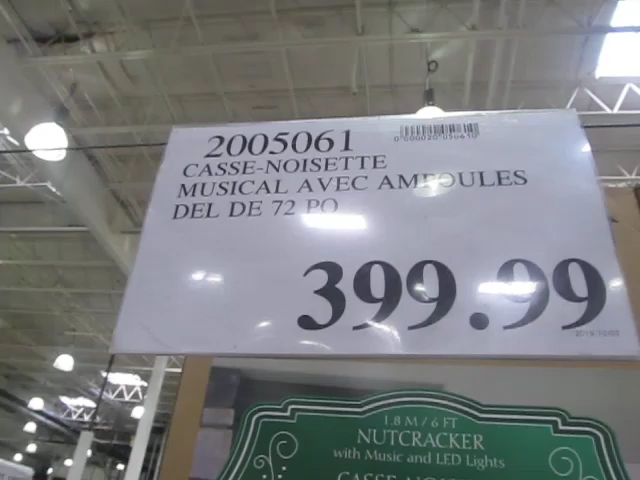 2005061
CASSE-NOISETTE
MUSICAL AVEC AMPOULES
DEL DE 72 PO
399.99
1.8 M / 6 FT
NUTCRACKER
with Music and LED Lights